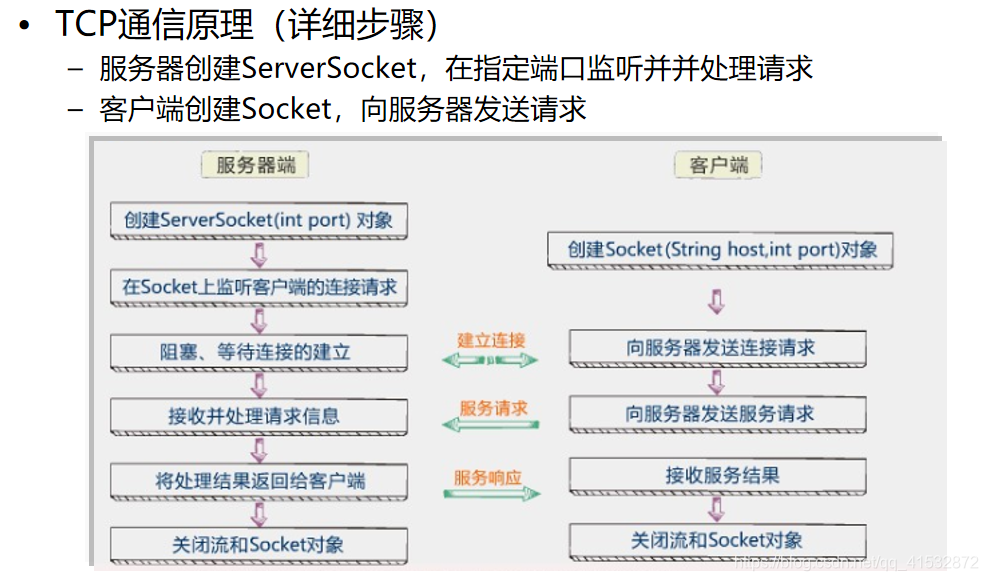 • TCP通信原理（详细步骤）
– 服务器创建ServerSocket，在指定端口监听并并处理请求
– 客户端创建Socket，向服务器发送请求
服务器端
客户端
创建ServerSocket(int port) 对象
创建Socket(String host,int port)对象
在Socket上监听客户端的连接请求
阻塞、等待连接的建立
建立连接
向服务器发送连接请求
接收并处理请求信息
服务请求
向服务器发送服务请求
将处理结果返回给客户端
服务响应
接收服务结果
关闭流和Socket对象
关闭流和Socket对象
https://blog.csdn.net/qq_41532872